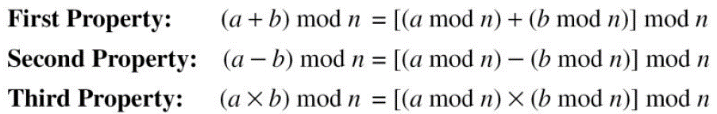 First Property: (a + b) mod n = [(a mod n) + (b mod n)] mod n
Second Property: (a − b) mod n = [(a mod n) − (b mod n)] mod n
Third Property: (a × b) mod n = [(a mod n) × (b mod n)] mod n